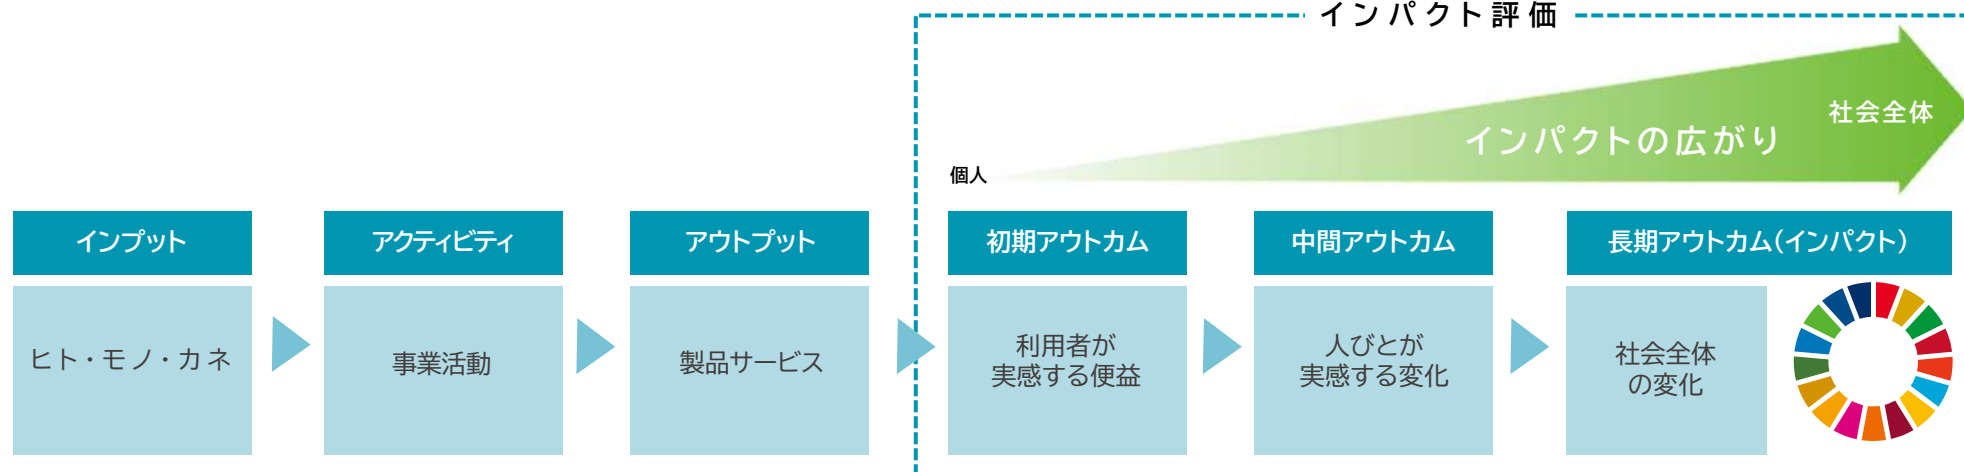 インパクト評価
社会全体
インパクトの広がり
個人
インプット
アクティビティ
アウトプット
初期アウトカム
中間アウトカム
長期アウトカム(インパクト)
ヒト・モノ・カネ
事業活動
製品サービス
利用者が
実感する便益
人びとが
実感する変化
社会全体
の変化